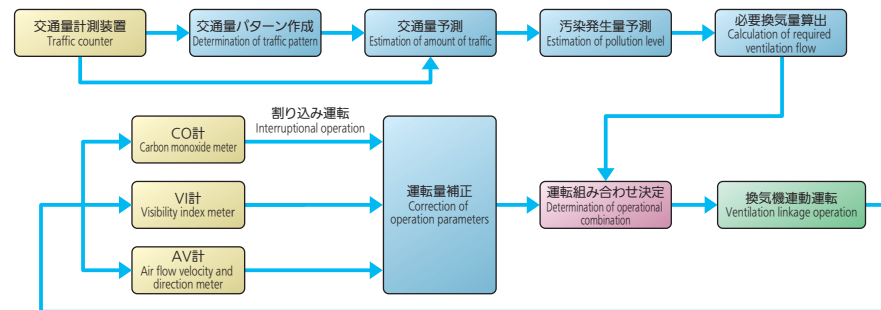 交通量計測装置
Traffic counter
交通量パターン作成
Determination of traffic pattern
交通量予測
Estimation of amount of traffic
汚染発生量予測
Estimation of pollution level
必要換気量算出
Calculation of required
ventilation flow
割り込み運転
Interruptional operation
CO計
Carbon monoxide meter
VI計
Visibility index meter
AV計
Air flow velocity and
direction meter
運転量補正
Correction of
operation parameters
運転組み合わせ決定
Determination of operational
combination
換気機連動運転
Ventilation linkage operation